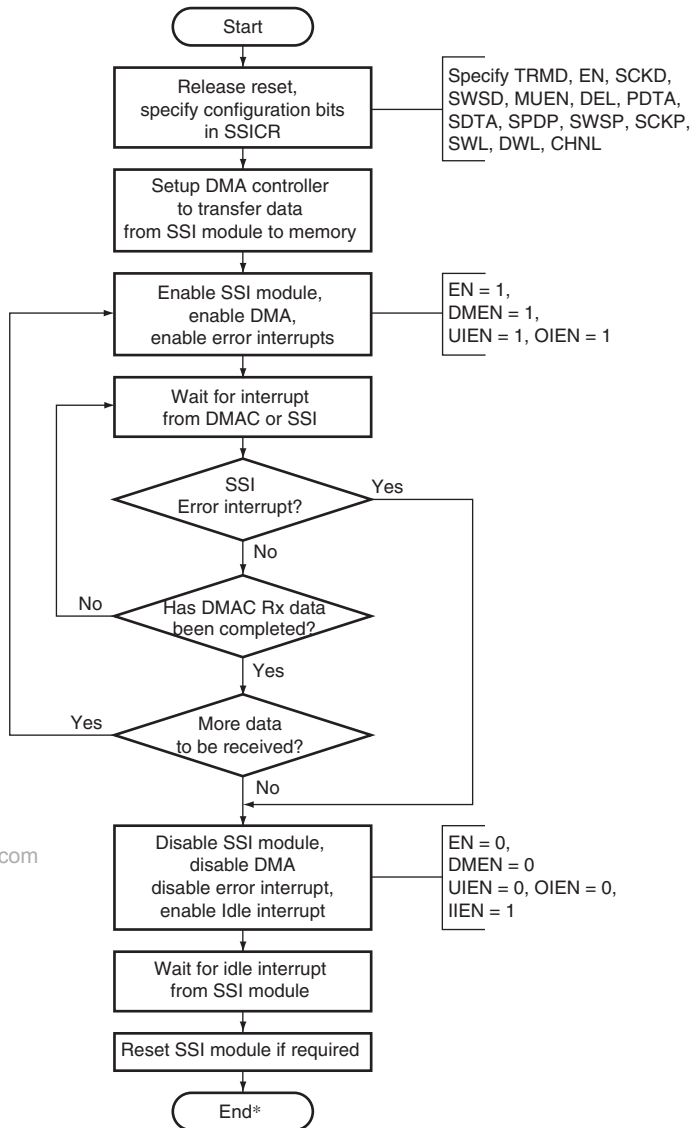 Start
Release reset,
specify configuration bits
in SSICR
Specify TRMD, EN, SCKD,
SWSD, MUEN, DEL, PDTA,
SDTA, SPDP, SWSP, SCKP,
SWL, DWL, CHNL
Setup DMA controller
to transfer data
from SSI module to memory
Enable SSI module,
enable DMA,
enable error interrupts
EN = 1,
DMEN = 1,
UIEN = 1, OIEN = 1
Wait for interrupt
from DMAC or SSI
SSI
Error interrupt?
Yes
No
Has DMAC Rx data
been completed?
No
Yes
More data
to be received?
Yes
No
Disable SSI module,
disable DMA
disable error interrupt,
enable Idle interrupt
EN = 0,
DMEN = 0
UIEN = 0, OIEN = 0,
IIEN = 1
com
Wait for idle interrupt
from SSI module
Reset SSI module if required
End*